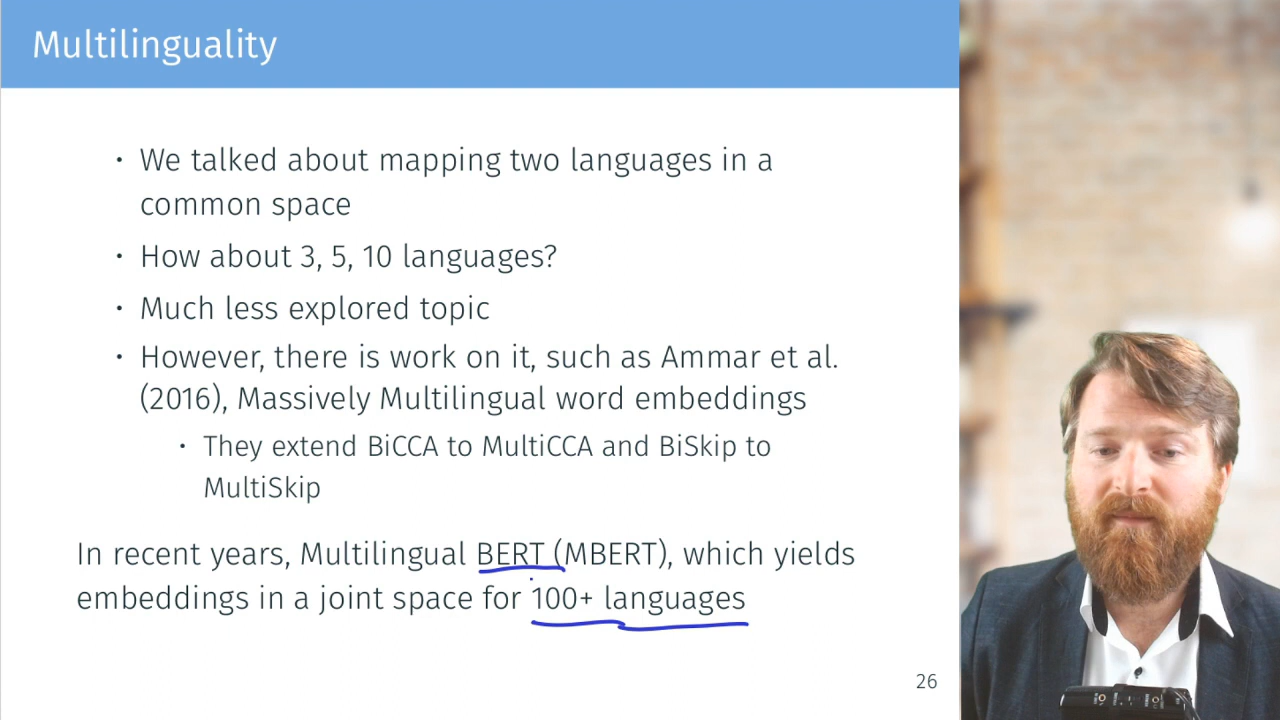 Multilinguality
• We talked about mapping two languages in a
common space
• How about 3, 5, 10 languages?
• Much less explored topic
• However, there is work on it, such as Ammar et al.
(2016), Massively Multilingual word embeddings
• They extend BiCCA to MultiCCA and BiSkip to
MultiSkip
In recent years, Multilingual BERT (MBERT), which yields
embeddings in a joint space for 100+ languages
26